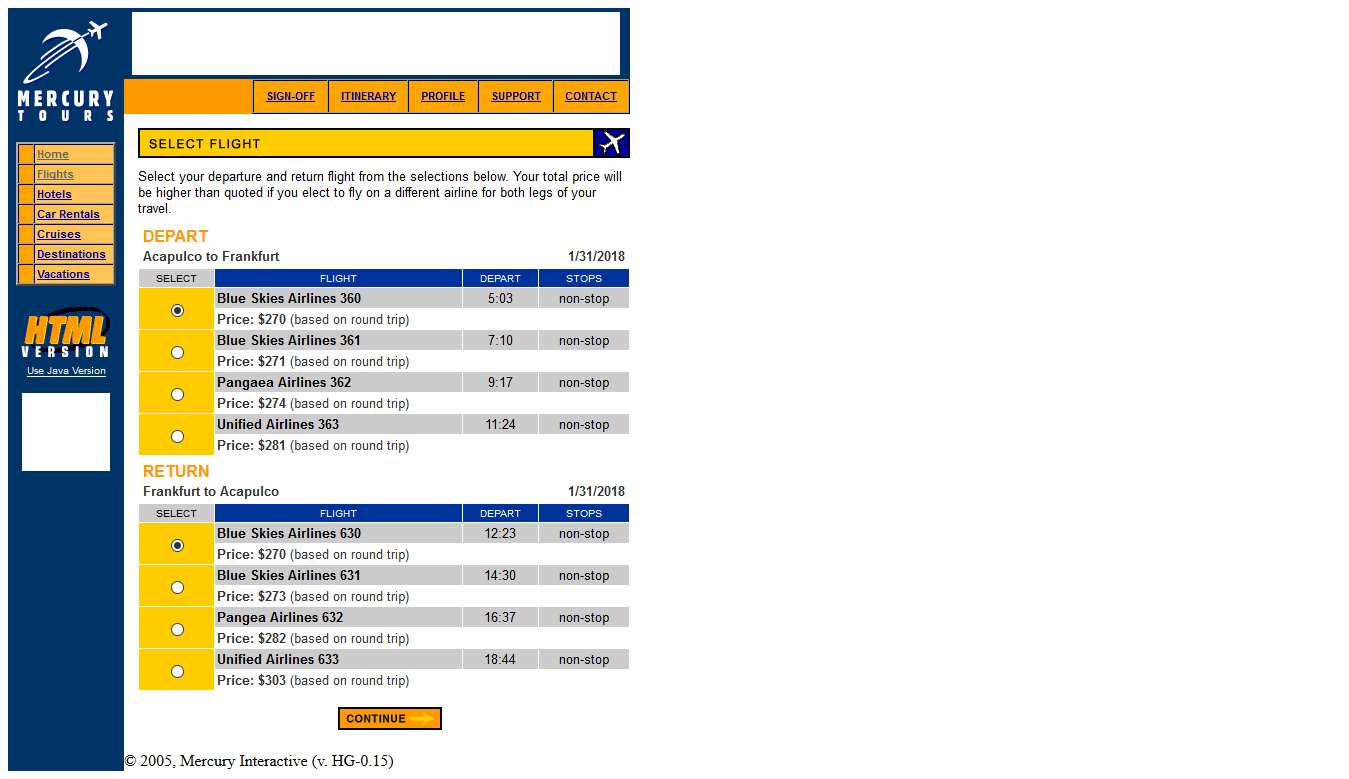 MERCURY
TOURS
SIGN-OFF ITINERARY PROFILE SUPPORT CONTACT
Home
Flights
Hotels
Car Rentals
Cruises
Destinations
Vacations
HTML
VERSION
Use Java Version
SELECT FLIGHT
Select your departure and return flight from the selections below. Your total price will
be higher than quoted if you elect to fly on a different airline for both legs of your
travel.
DEPART
Acapulco to Frankfurt 1/31/2018
SELECT FLIGHT DEPART STOPS
Blue Skies Airlines 360 5:03 non-stop
Price: $270 (based on round trip)
Blue Skies Airlines 361 7:10 non-stop
Price: $271 (based on round trip)
Pangaea Airlines 362 9:17 non-stop
Price: $274 (based on round trip)
Unified Airlines 363 11:24 non-stop
Price: $281 (based on round trip)
RETURN
Frankfurt to Acapulco 1/31/2018
SELECT FLIGHT DEPART STOPS
Blue Skies Airlines 630 12:23 non-stop
Price: $270 (based on round trip)
Blue Skies Airlines 631 14:30 non-stop
Price: $273 (based on round trip)
Pangea Airlines 632 16:37 non-stop
Price: $282 (based on round trip)
Unified Airlines 633 18:44 non-stop
Price: $303 (based on round trip)
CONTINUE
© 2005, Mercury Interactive (v. HG-0.15)